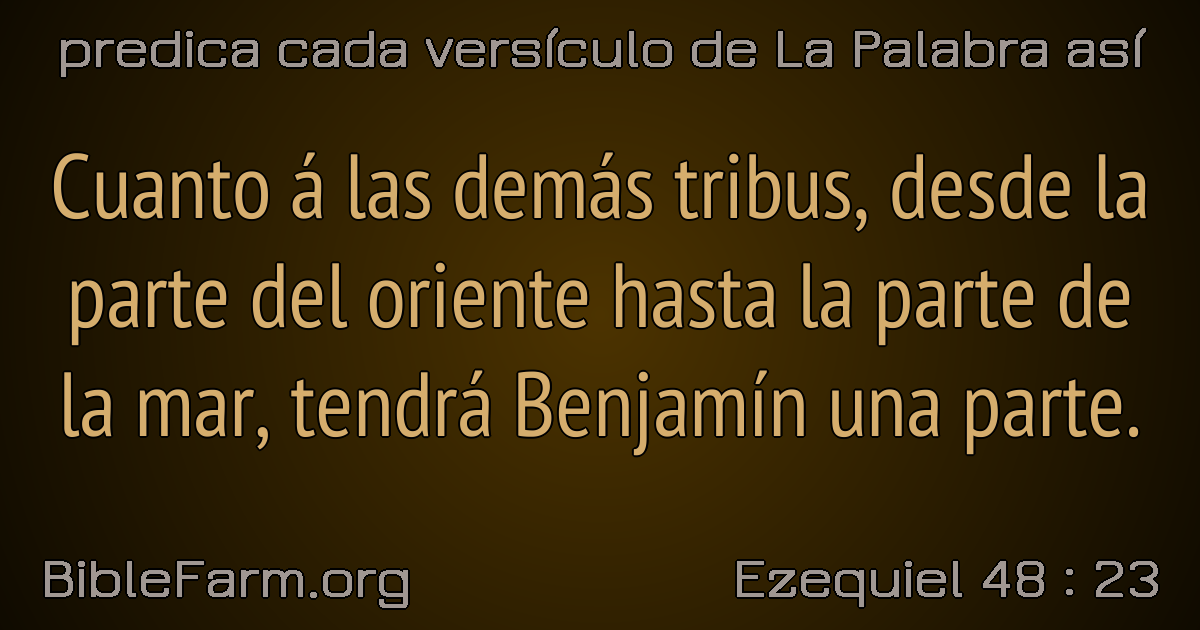 predica cada versículo de La Palabra así
Cuanto á las demás tribus, desde la
parte del oriente hasta la parte de
la mar, tendrá Benjamín una parte.
BibleFarm.org
Ezequiel 48 : 23